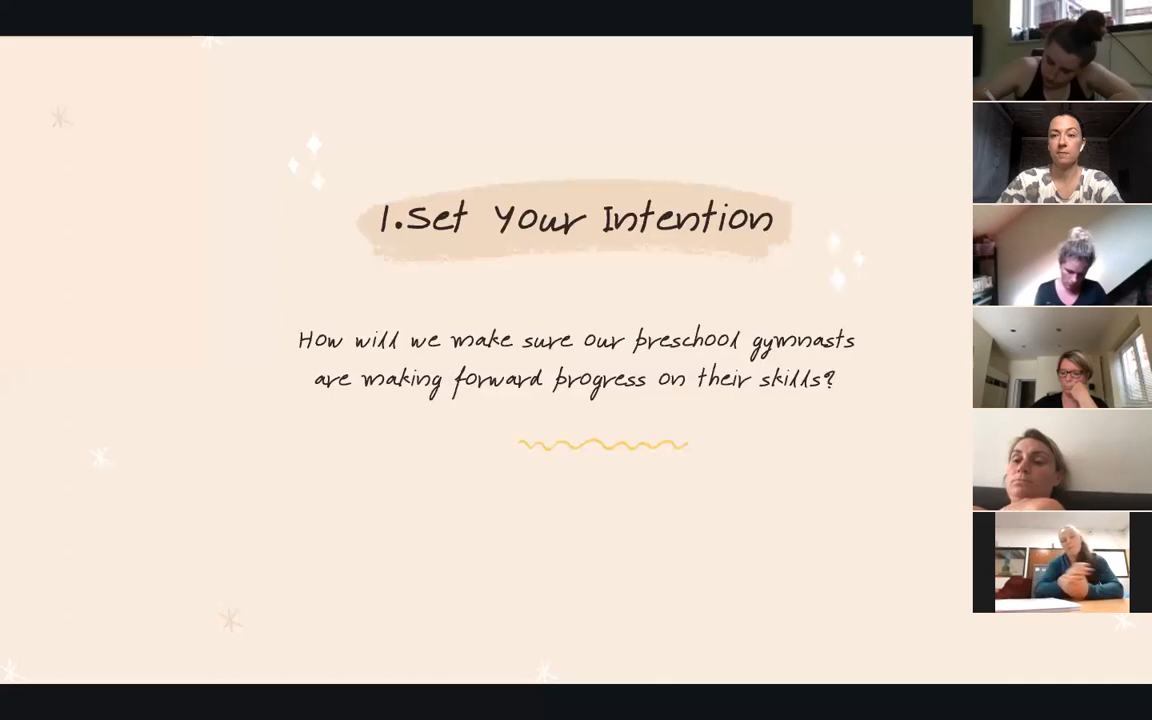 1.Set Your Intention
How will we make sure our preschool gymnasts
are making forward progress on their skills?